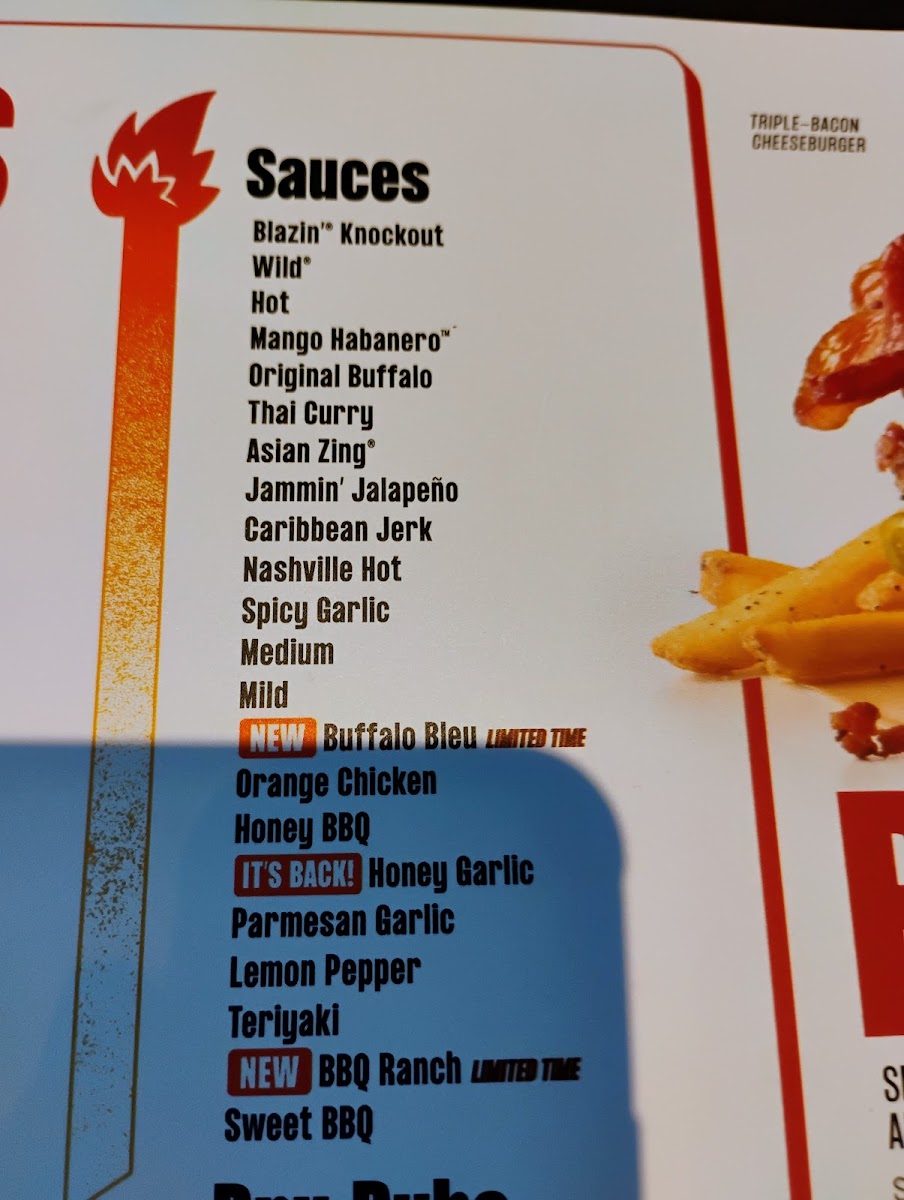 Sauces
Blazin'® Knockout
Wild®
Hot
Mango Habanero™
Original Buffalo
Thai Curry
Asian Zing®
Jammin' Jalapeño
Caribbean Jerk
Nashville Hot
Spicy Garlic
Medium
Mild
NEW Buffalo Bleu LIMITED TIME
Orange Chicken
Honey BBQ
IT'S BACK! Honey Garlic
Parmesan Garlic
Lemon Pepper
Teriyaki
NEW BBQ Ranch LIMITED TIME
Sweet BBQ
TRIPLE-BACON
CHEESEBURGER